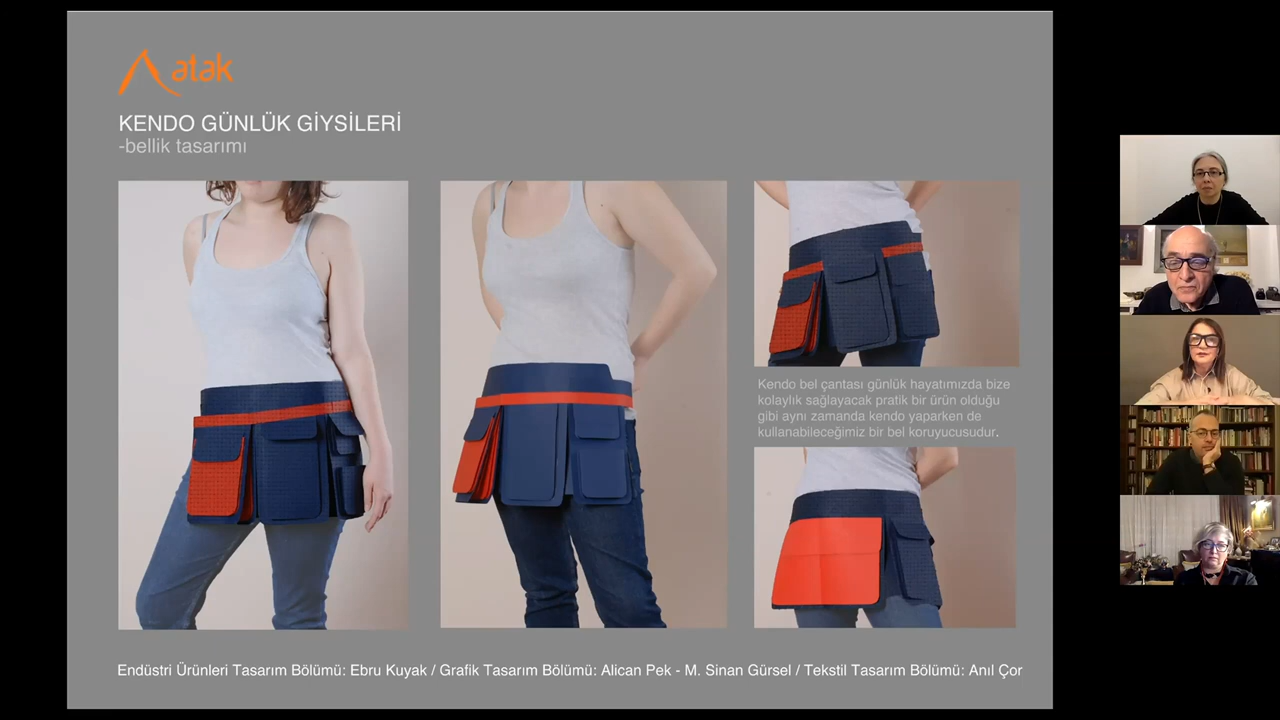 atak
KENDO GÜNLÜK GİYSİLERİ
-bellik tasarımı
Kendo bel çantası günlük hayatımızda bize
kolaylık sağlayacak pratik bir ürün olduğu
gibi aynı zamanda kendo yaparken de
kullanabileceğimiz bir bel koruyucusudur.
Endüstri Ürünleri Tasarım Bölümü: Ebru Kuyak / Grafik Tasarım Bölümü: Alican Pek - M. Sinan Gürsel / Tekstil Tasarım Bölümü: Anıl Çor